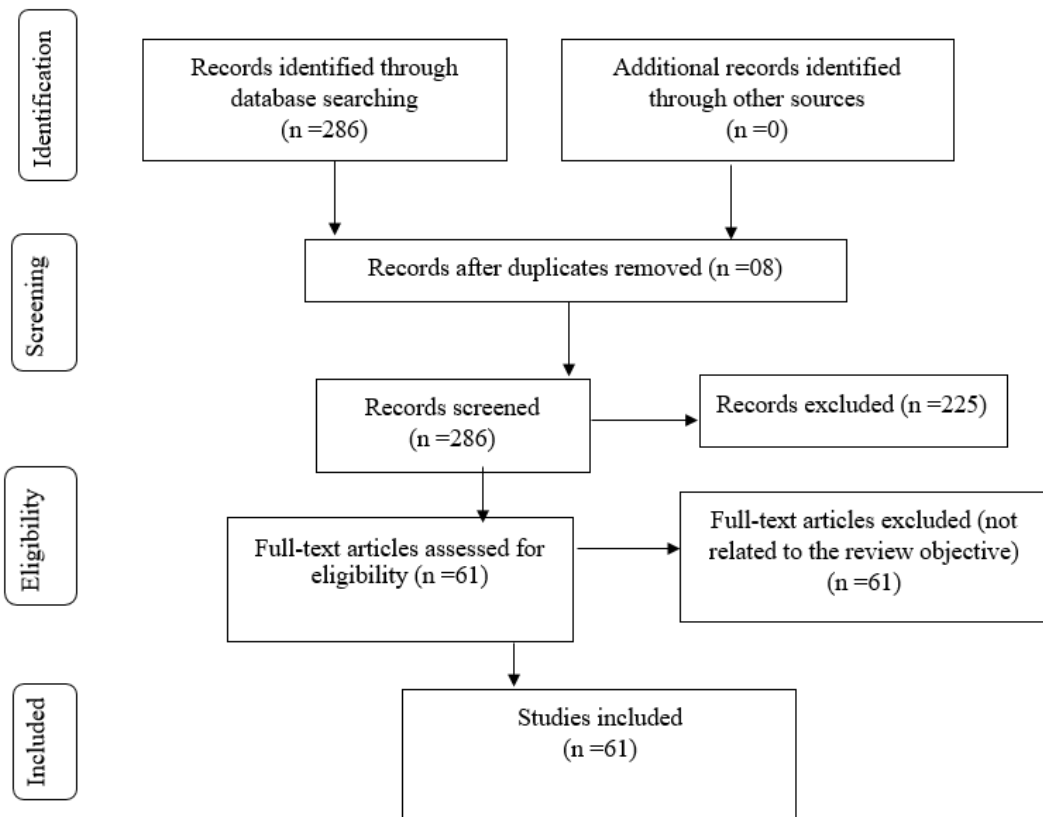 Identification
Records identified through
database searching
(n =286)
Additional records identified
through other sources
(n =0)
Screening
Records after duplicates removed (n =08)
Records screened
(n =286)
Records excluded (n =225)
Eligibility
Full-text articles assessed for
eligibility (n =61)
Full-text articles excluded (not
related to the review objective)
(n =61)
Included
Studies included
(n =61)